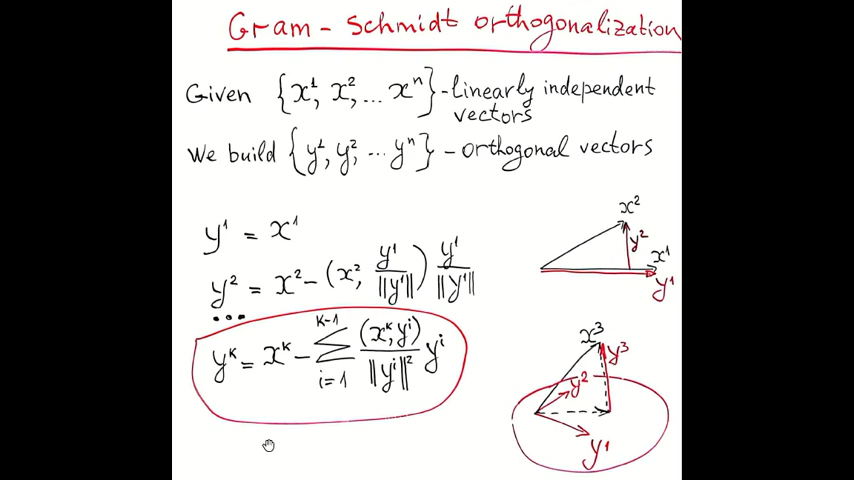 Gram - Schmidt orthogonalization
Given {x¹, x², ... xⁿ} - linearly independent
vectors
We build {y¹, y², ... yⁿ} - orthogonal vectors
y¹ = x¹
y² = x² - (x², y¹/‖y¹‖) y¹/‖y¹‖
...
yᵏ = xᵏ - Σ_{i=1}^{k-1} (xᵏ, yⁱ)/‖yⁱ‖² yⁱ
x²
y²
x¹
y¹
x³
y³
y²
y¹